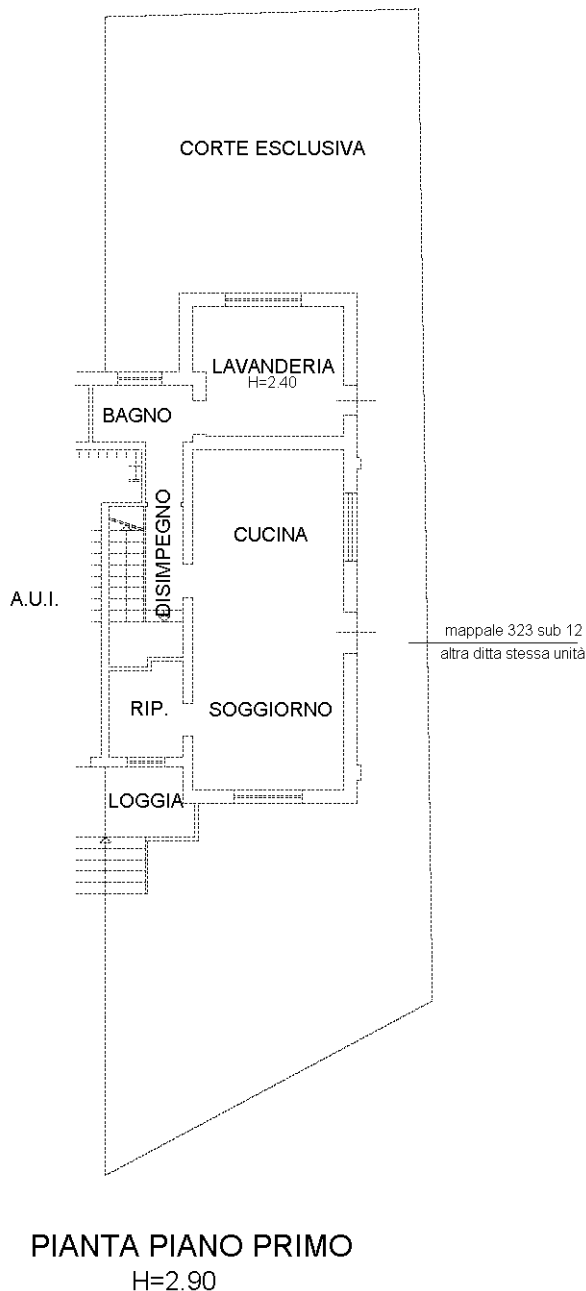 CORTE ESCLUSIVA
LAVANDERIA
H=2.40
BAGNO
DISIMPEGNO
CUCINA
A.U.I.
mappale 323 sub 12
altra ditta stessa unità
RIP.
SOGGIORNO
LOGGIA
PIANTA PIANO PRIMO
H=2.90